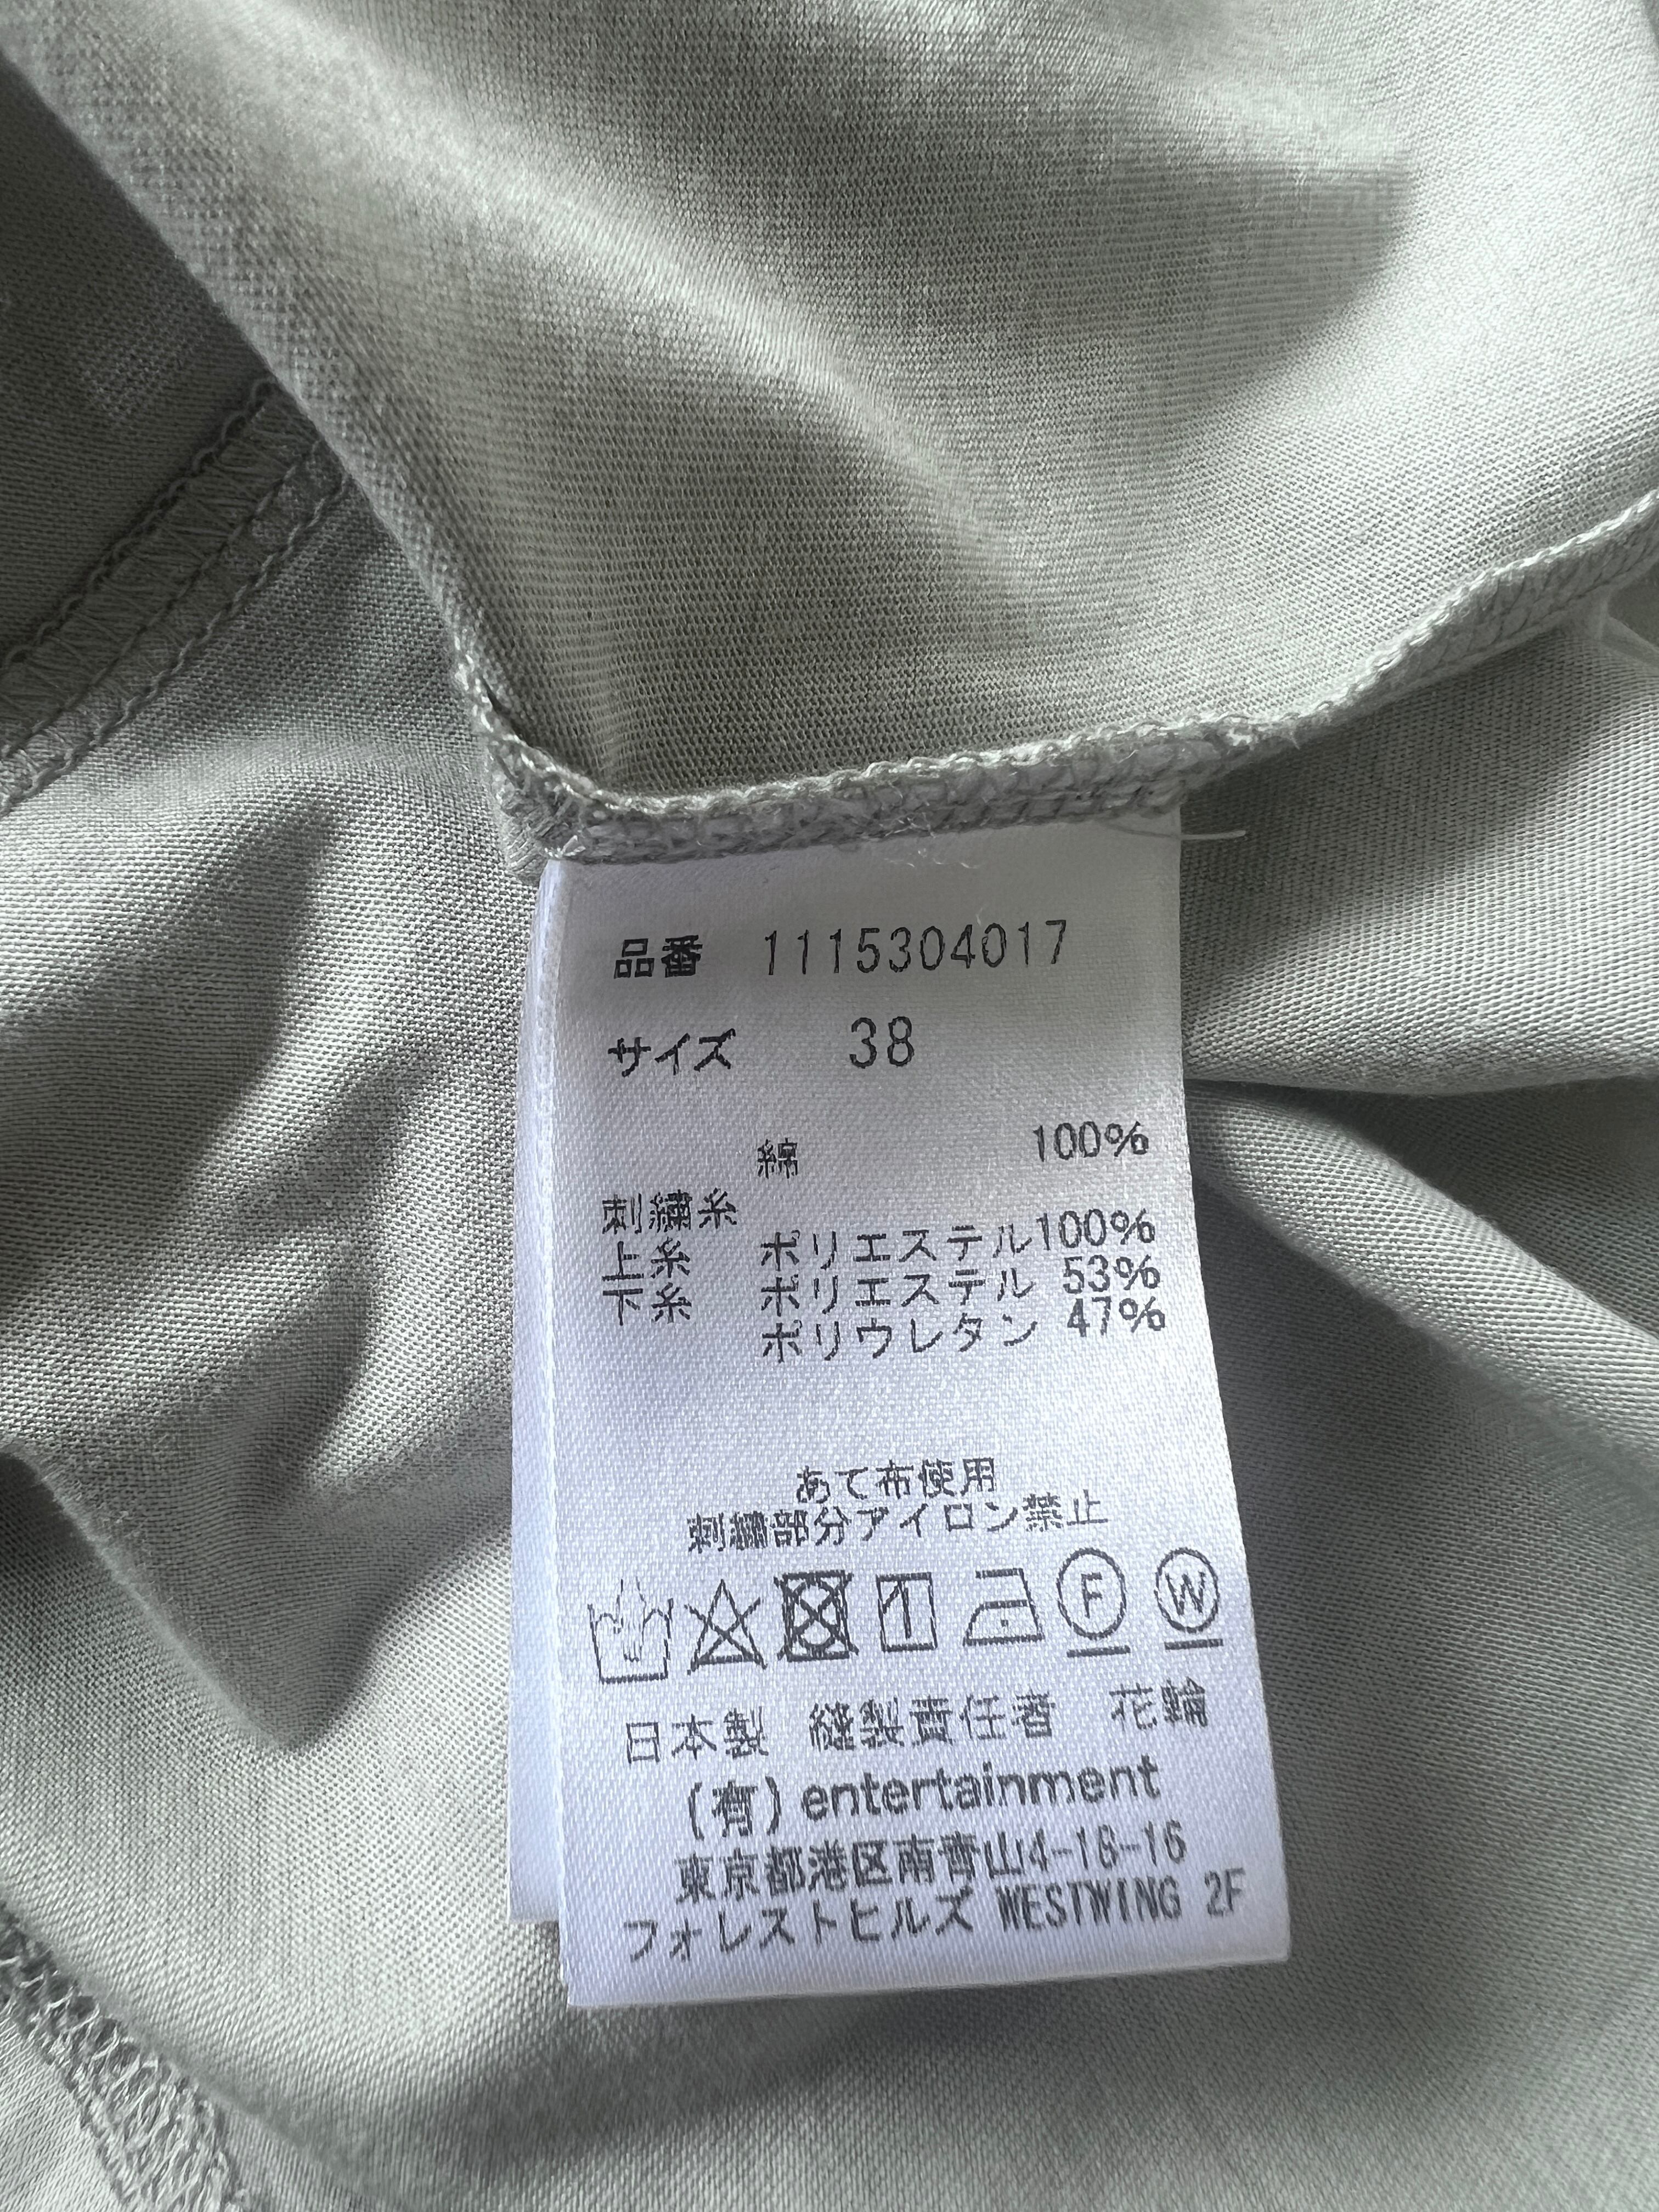 品番 1115304017
サイズ 38
綿 100%
刺繍糸
上糸 ポリエステル100%
下糸 ポリエステル 53%
ポリウレタン 47%
あて布使用
刺繍部分アイロン禁止
F W
日本製 縫製責任者 花輪
(有) entertainment
東京都港区南青山4-18-16
フォレストヒルズ WESTWING 2F